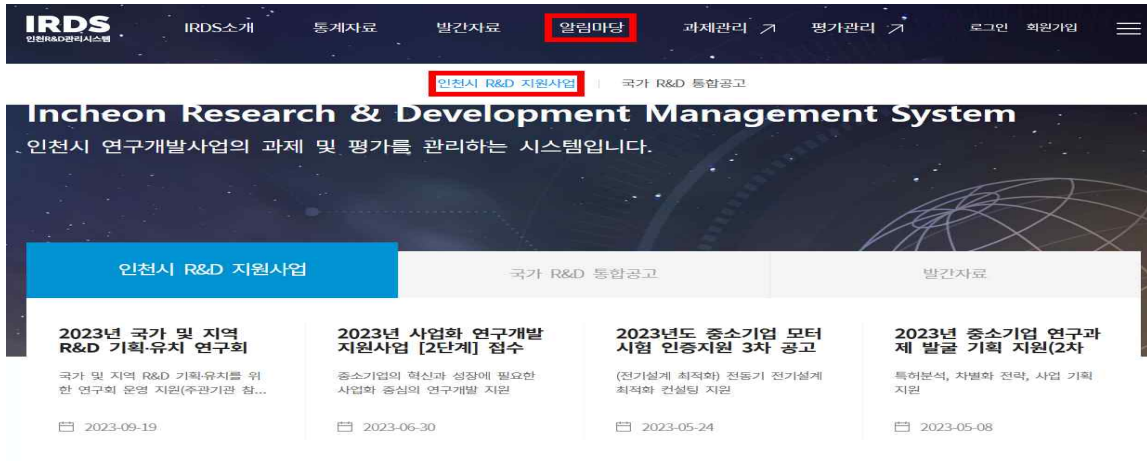 IRDS
인천R&D관리시스템
IRDS소개
통계자료
발간자료
알림마당
과제관리
평가관리
로그인
회원가입
인천시 R&D 지원사업
국가 R&D 통합공고
Incheon Research & Development Management System
인천시 연구개발사업의 과제 및 평가를 관리하는 시스템입니다.
인천시 R&D 지원사업
국가 R&D 통합공고
발간자료
2023년 국가 및 지역
R&D 기획·유치 연구회
국가 및 지역 R&D 기획·유치를 위
한 연구회 운영 지원(주관기관 참...
2023-09-19
2023년 사업화 연구개발
지원사업 [2단계] 접수
중소기업의 혁신과 성장에 필요한
사업화 중심의 연구개발 지원
2023-06-30
2023년도 중소기업 모터
시험 인증지원 3차 공고
(전기설계 최적화) 전동기 전기설계
최적화 컨설팅 지원
2023-05-24
2023년 중소기업 연구과
제 발굴 기획 지원(2차
특허분석, 차별화 전략, 사업 기획
지원
2023-05-08